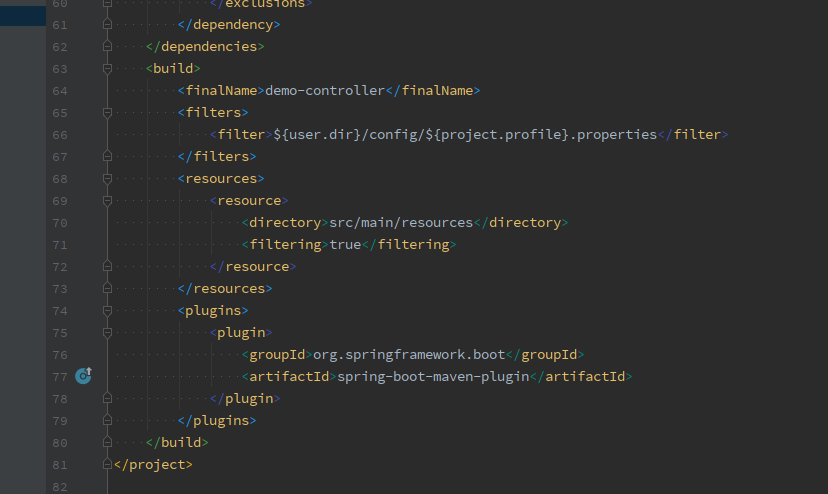 60 </exclusions>
61 </dependency>
62 </dependencies>
63 <build>
64 <finalName>demo-controller</finalName>
65 <filters>
66 <filter>${user.dir}/config/${project.profile}.properties</filter>
67 </filters>
68 <resources>
69 <resource>
70 <directory>src/main/resources</directory>
71 <filtering>true</filtering>
72 </resource>
73 </resources>
74 <plugins>
75 <plugin>
76 <groupId>org.springframework.boot</groupId>
77 <artifactId>spring-boot-maven-plugin</artifactId>
78 </plugin>
79 </plugins>
80 </build>
81 </project>
82